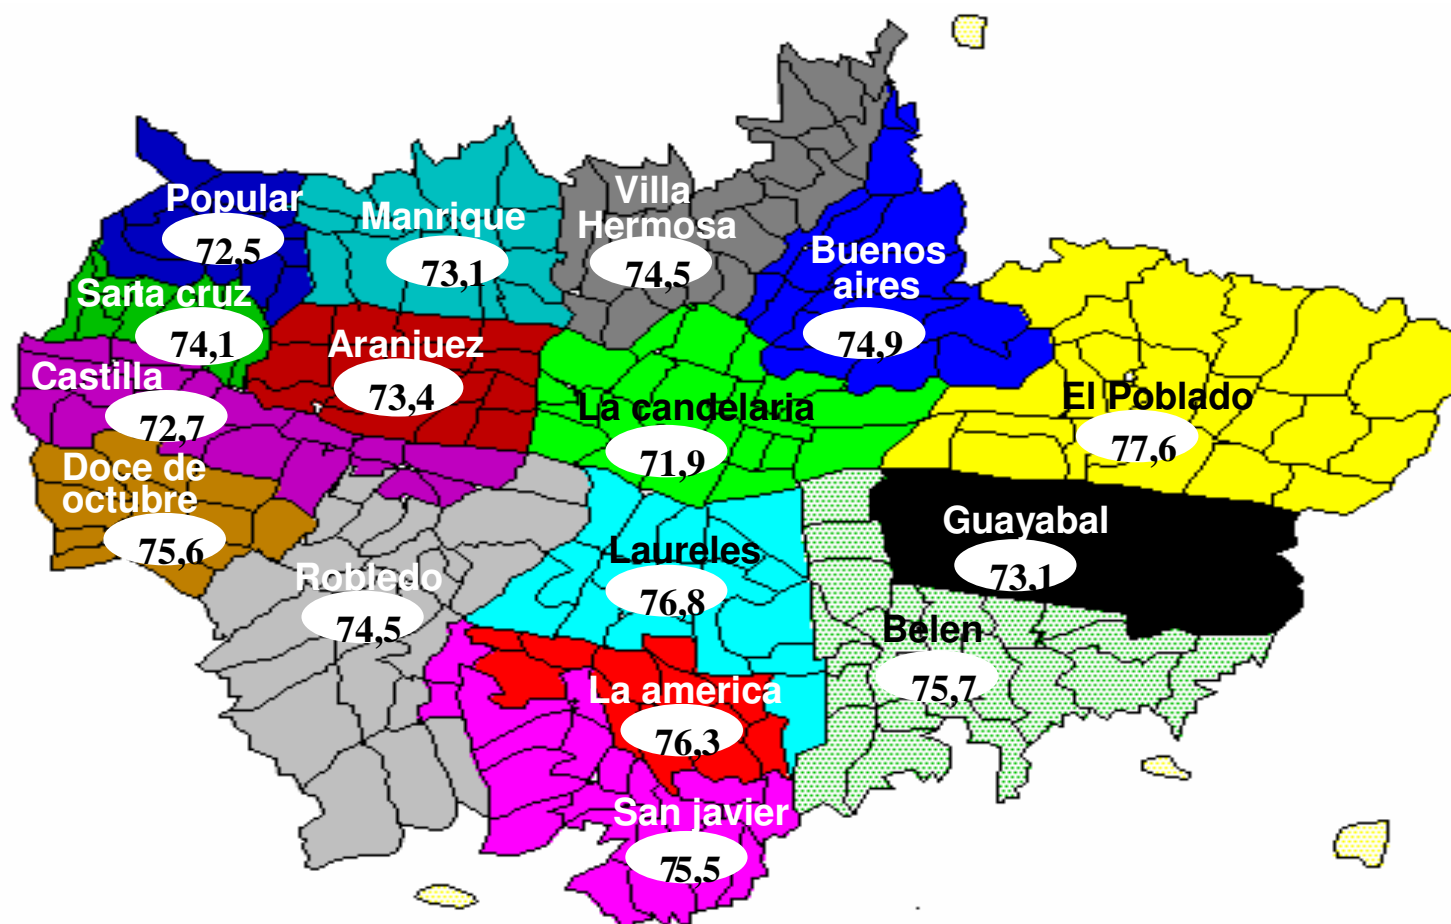 Popular
72,5
Manrique
73,1
Villa
Hermosa
74,5
Buenos
aires
74,9
Santa cruz
74,1
Aranjuez
73,4
Castilla
72,7
La candelaria
71,9
El Poblado
77,6
Doce de
octubre
75,6
Robledo
74,5
Laureles
76,8
Guayabal
73,1
Belen
75,7
La america
76,3
San javier
75,5